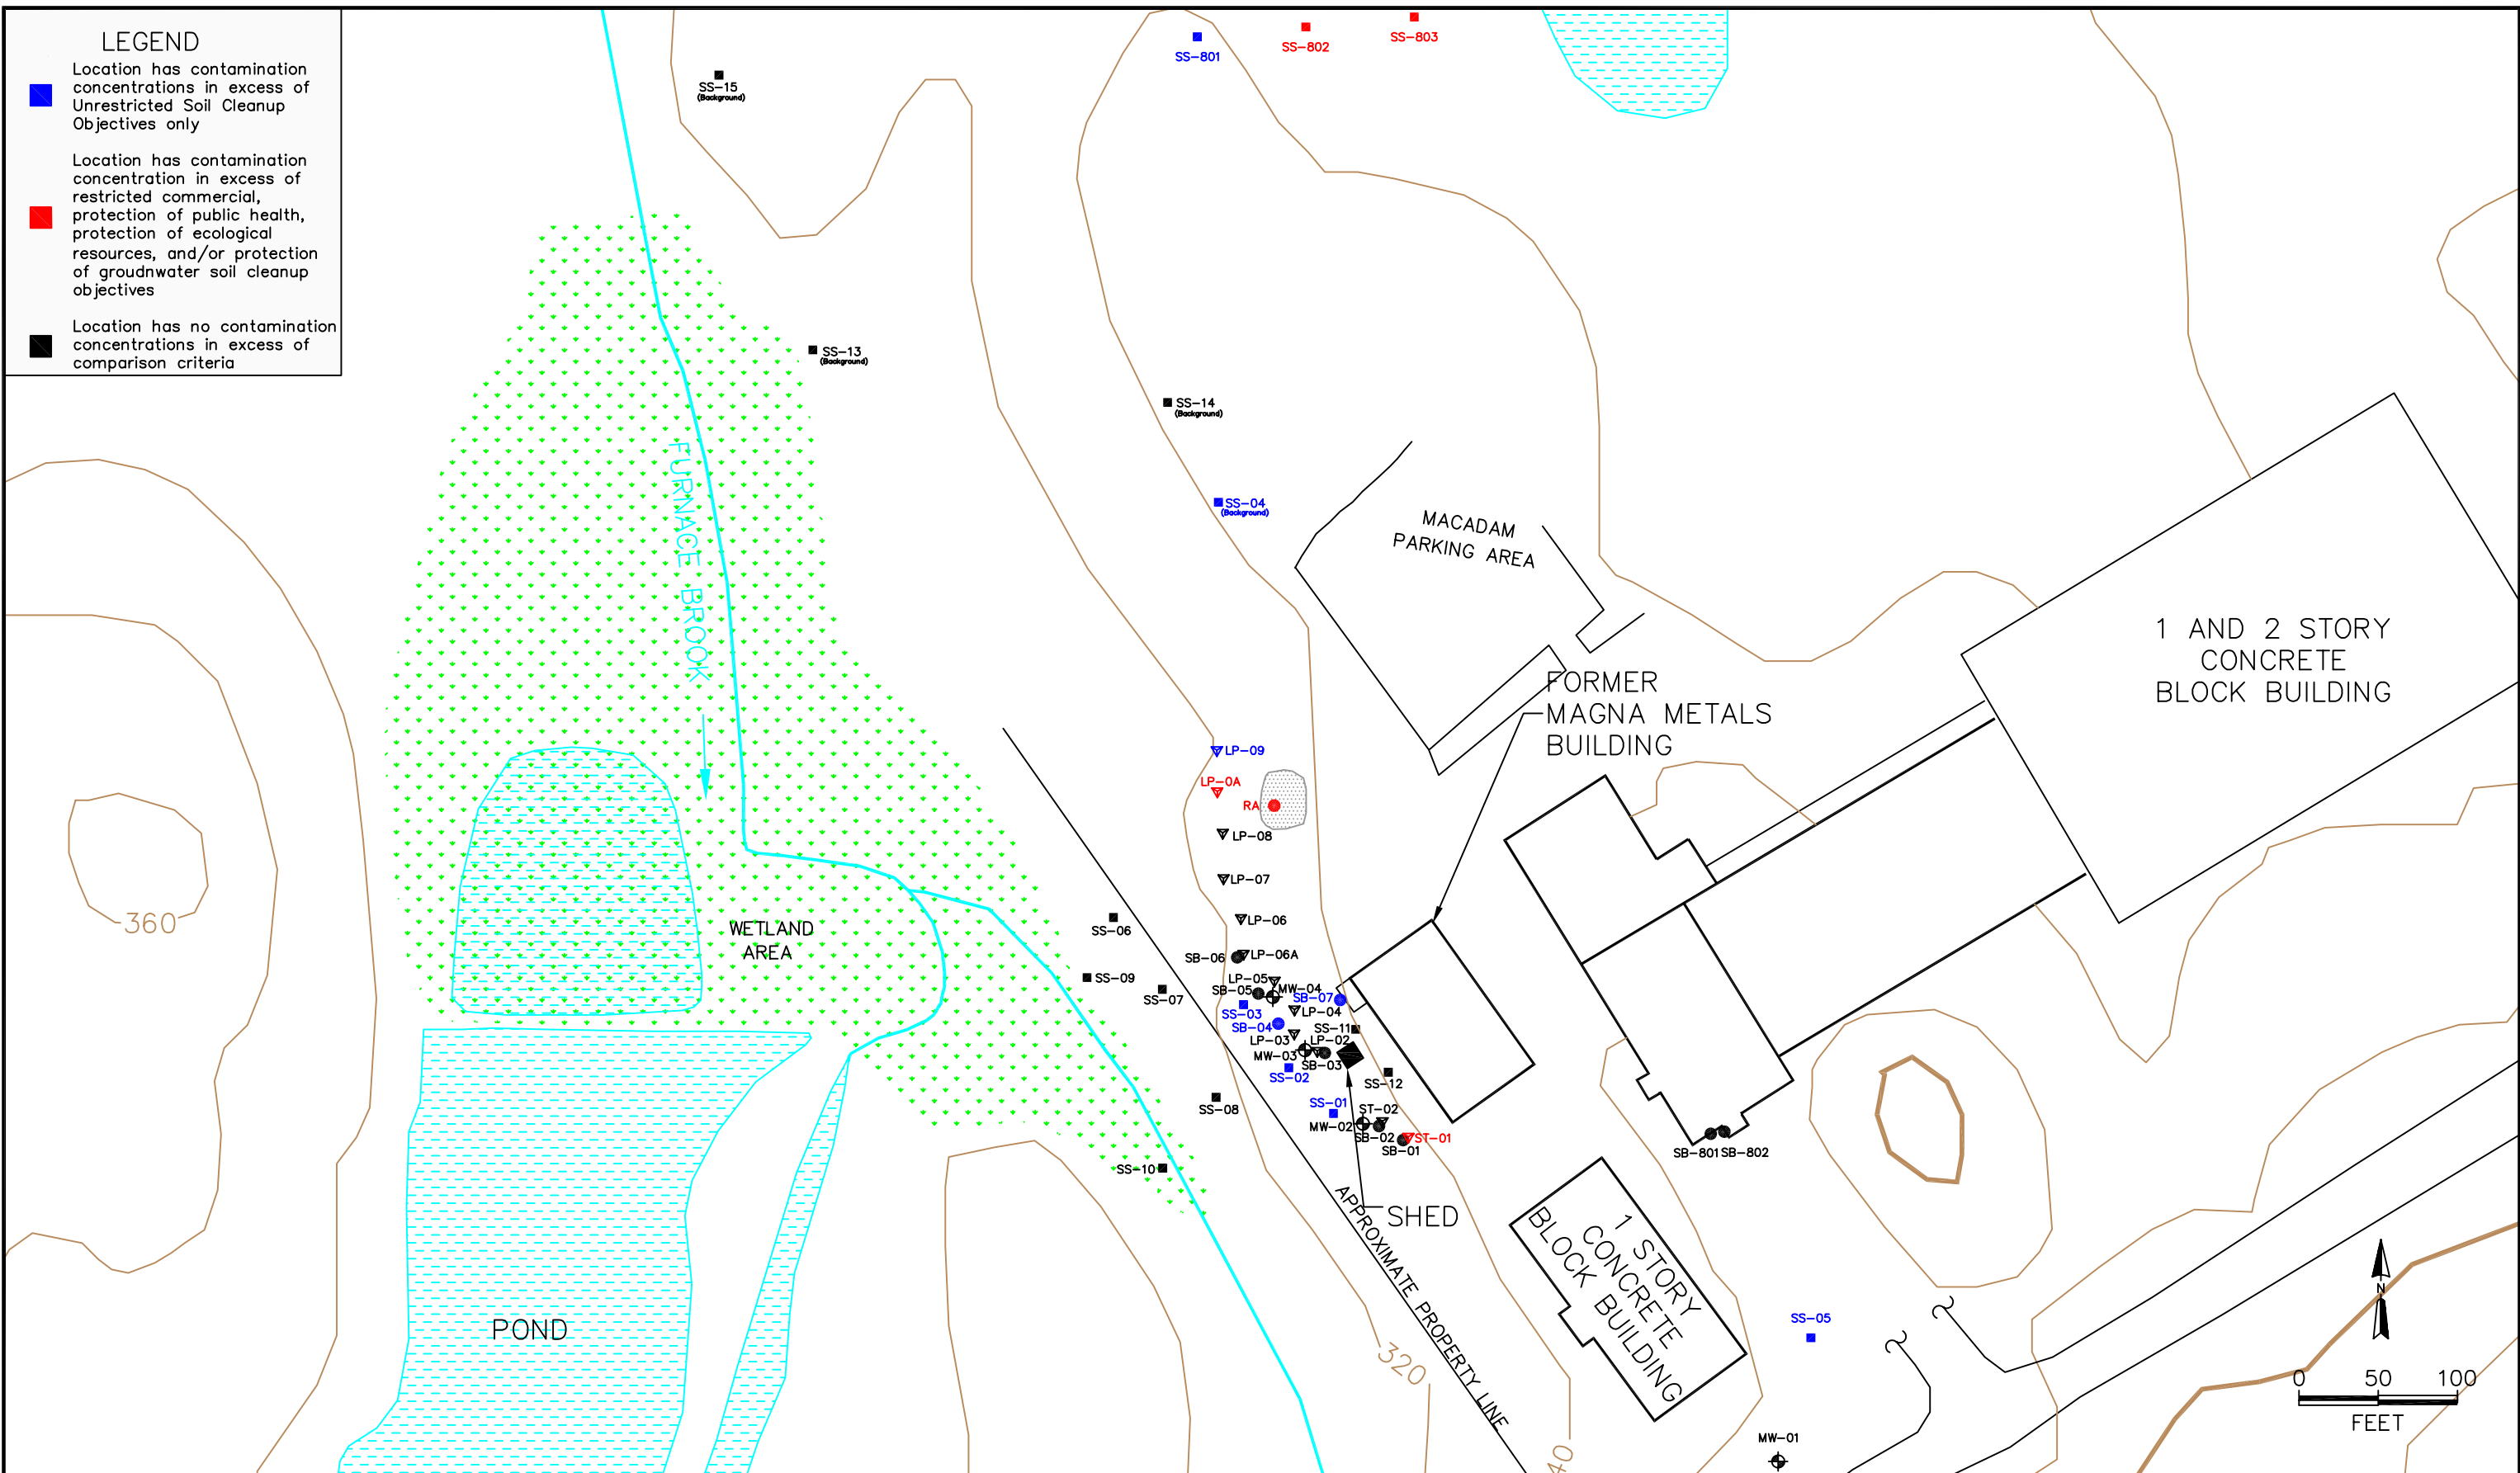 LEGEND
Location has contamination
concentrations in excess of
Unrestricted Soil Cleanup
Objectives only
Location has contamination
concentration in excess of
restricted commercial,
protection of public health,
protection of ecological
resources, and/or protection
of groudnwater soil cleanup
objectives
Location has no contamination
concentrations in excess of
comparison criteria
SS-15
(Background)
SS-801
SS-802
SS-803
SS-13
(Background)
SS-14
(Background)
SS-04
(Background)
FURNACE BROOK
MACADAM
PARKING AREA
1 AND 2 STORY
CONCRETE
BLOCK BUILDING
FORMER
MAGNA METALS
BUILDING
LP-09
LP-0A
RA
LP-08
LP-07
LP-06
LP-06A
SB-06
LP-05
SB-05
MW-04
SB-07
SS-03
LP-04
SB-04
SS-11
LP-03
LP-02
MW-03
SB-03
SS-02
SS-12
SS-01
ST-02
MW-02
SB-02
ST-01
SB-01
SS-06
SS-09
SS-07
SS-08
SS-10
WETLAND
AREA
360
SB-801
SB-802
SHED
APPROXIMATE PROPERTY LINE
1 STORY
CONCRETE
BLOCK BUILDING
POND
320
40
SS-05
MW-01
N
0 50 100
FEET